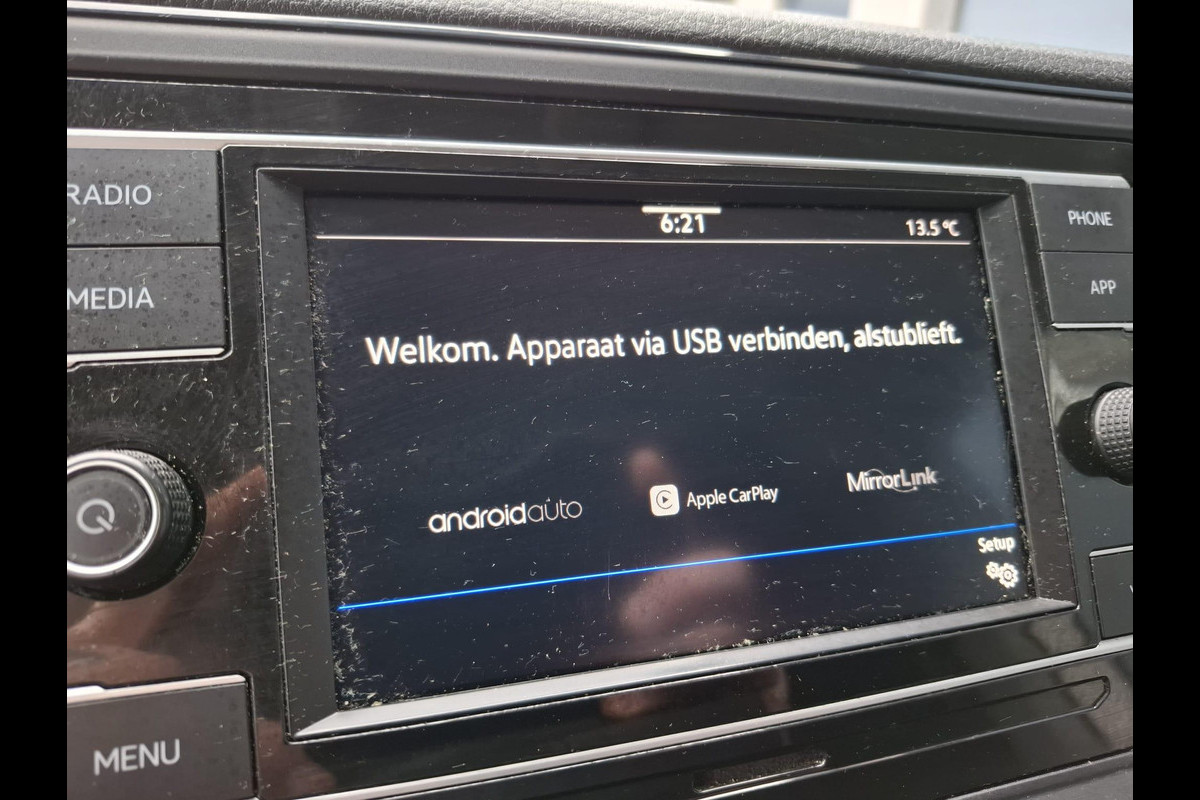 6:21
13.5 °C
RADIO
PHONE
MEDIA
APP
Welkom. Apparaat via USB verbinden, alstublieft.
androidauto
Apple CarPlay
MirrorLink
Setup
MENU